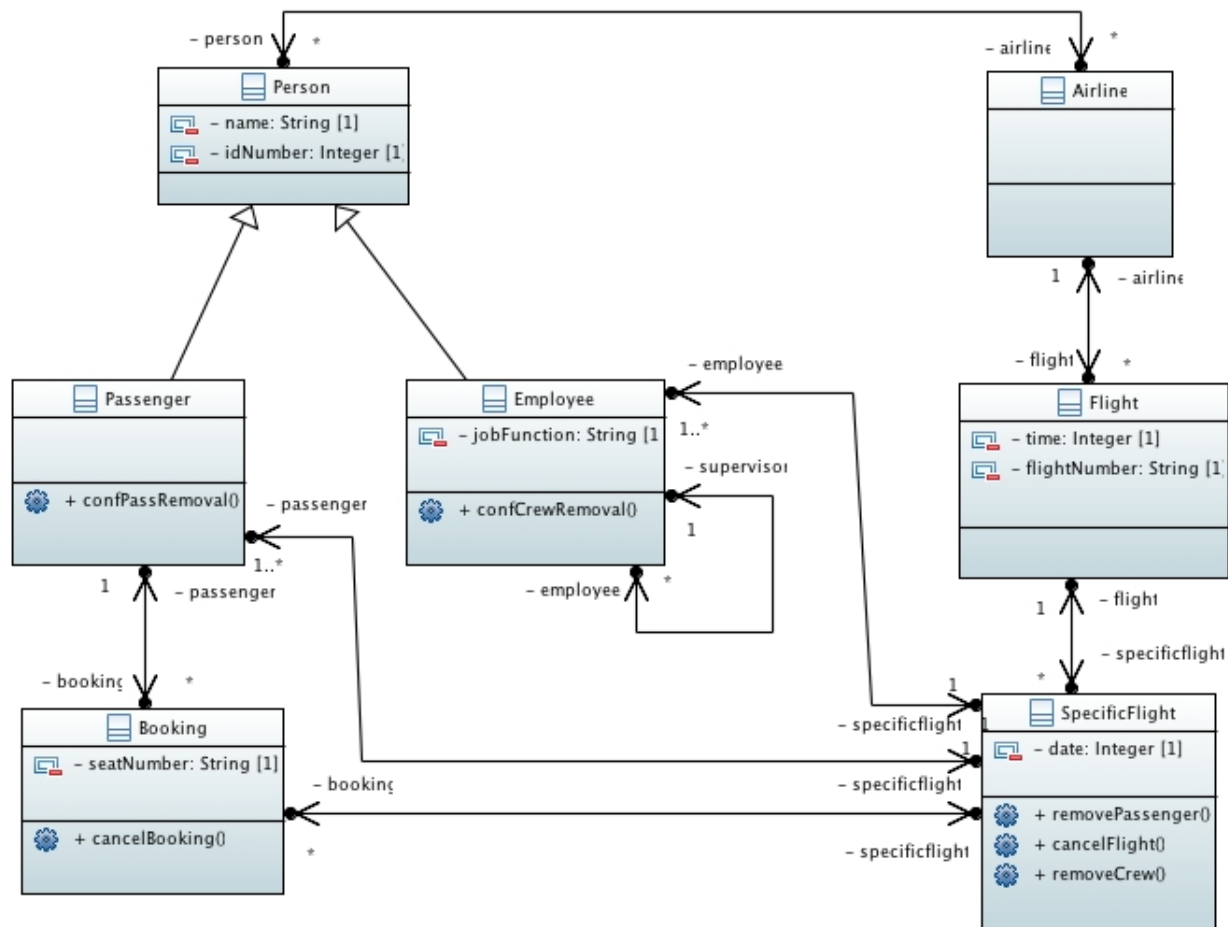 – person
*
– airline
*
Person
– name: String [1]
– idNumber: Integer [1]
Airline
1
– airline
– flight
*
Passenger
+ confPassRemoval()
Employee
– jobFunction: String [1
+ confCrewRemoval()
– employee
1..*
– supervisor
1
– employee
*
Flight
– time: Integer [1]
– flightNumber: String [1]
– passenger
1..*
1
– passenger
– booking
*
1
– flight
– specificflight
*
Booking
– seatNumber: String [1]
+ cancelBooking()
– booking
*
1
– specificflight
1
1
– specificflight
– specificflight
SpecificFlight
– date: Integer [1]
+ removePassenger()
+ cancelFlight()
+ removeCrew()